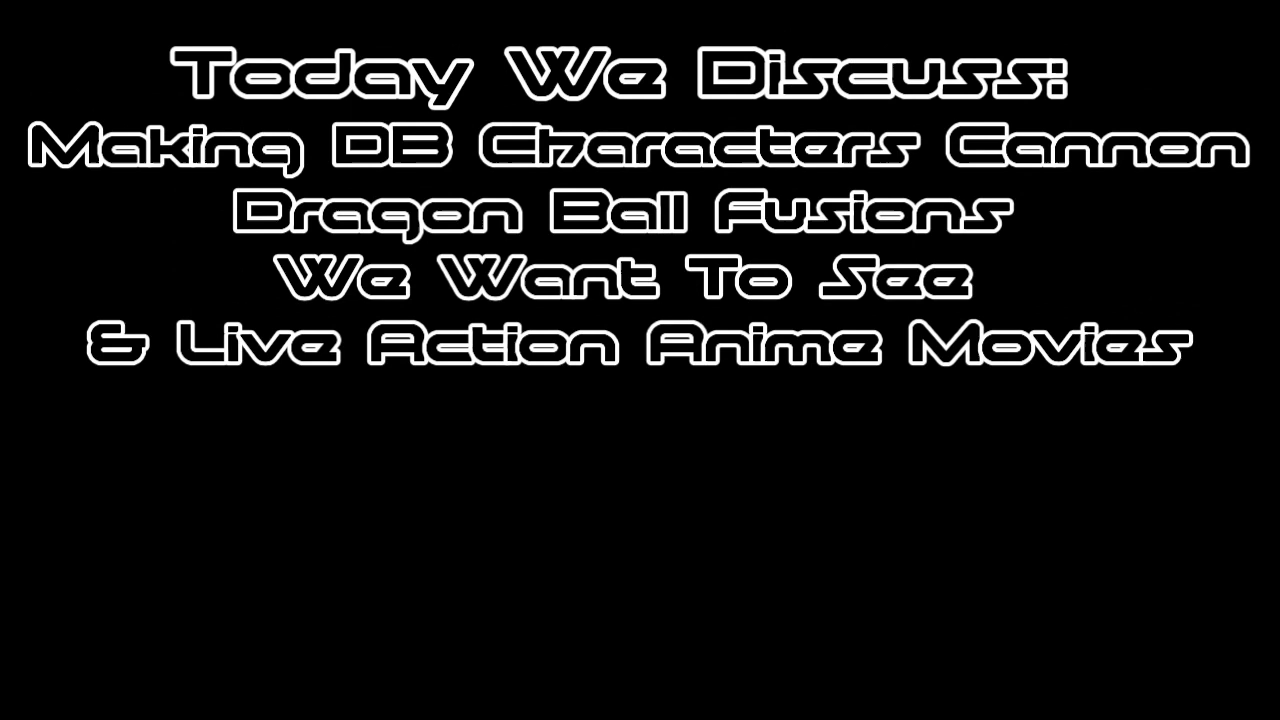 Today We Discuss:
Making DB Characters Cannon
Dragon Ball Fusions
We Want To See
& Live Action Anime Movies